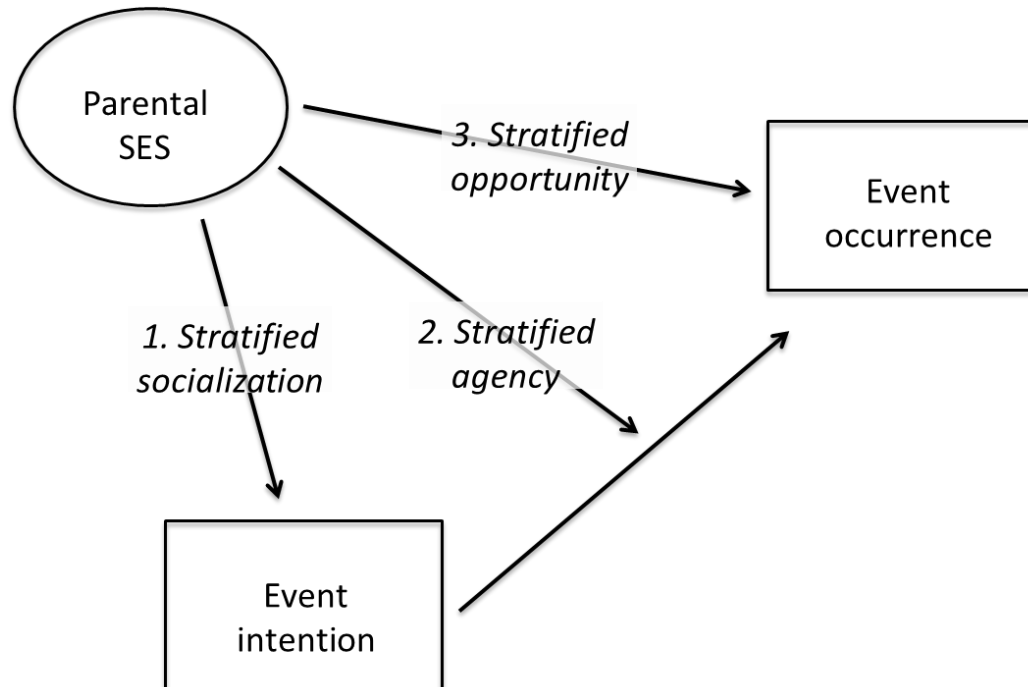 Parental
SES
3. Stratified
opportunity
Event
occurrence
1. Stratified
socialization
2. Stratified
agency
Event
intention